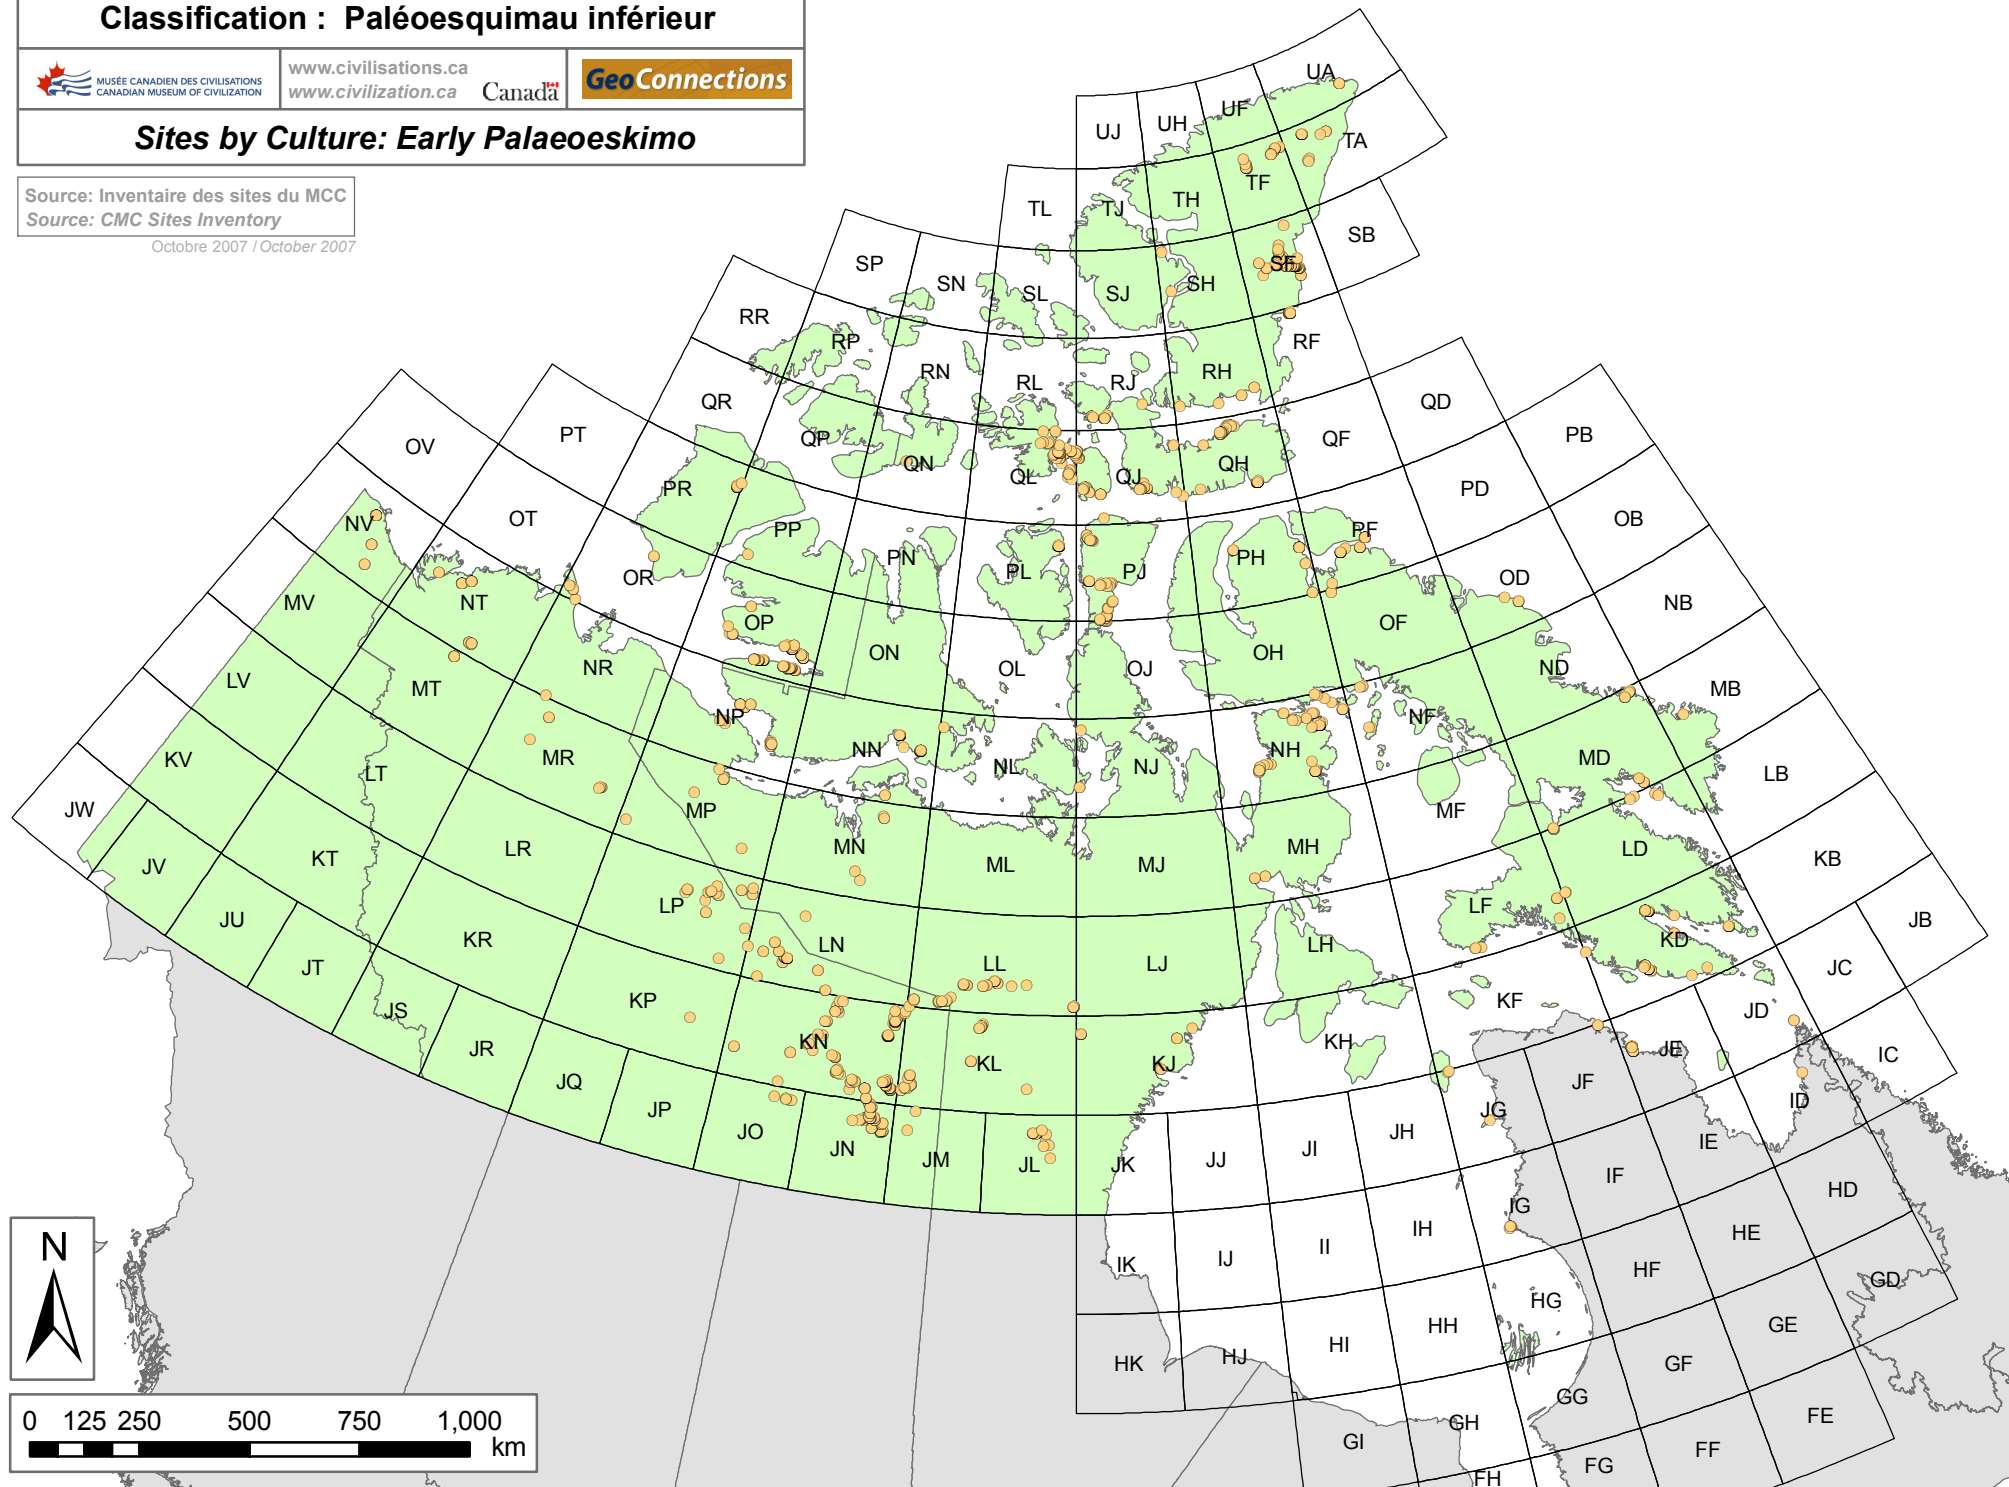 Classification : Paléoesquimau inférieur
MUSÉE CANADIEN DES CIVILISATIONS
CANADIAN MUSEUM OF CIVILIZATION
www.civilisations.ca
www.civilization.ca
Canada
GeoConnections
Sites by Culture: Early Palaeoeskimo
Source: Inventaire des sites du MCC
Source: CMC Sites Inventory
Octobre 2007 / October 2007
UA
UJ UH UF
TA
TL TJ TH TF
SP SN SL SJ SH SF SB
RR RP RN RL RJ RH RF
QR QP QN QL QJ QH QF QD
PT PR PP PN PL PJ PH PF PD PB
OV OT OR OP ON OL OJ OH OF OD OB
NV NT NR NP NN NL NJ NH NF ND NB
MV MT MR MP MN ML MJ MH MF MD MB
LV LT LR LP LN LL LJ LH LF LD LB
JW KV KT KR KP KN KL KJ KH KF KD KB
JV JU JT JS JR JQ JP JO JN JM JL JK JJ JI JH JG JF JE JD JC JB
IK IJ II IH IG IF IE ID IC
HK HJ HI HH HG HF HE HD
GI GH GG GF GE GD
FH FG FF FE
N
0 125 250 500 750 1,000
km